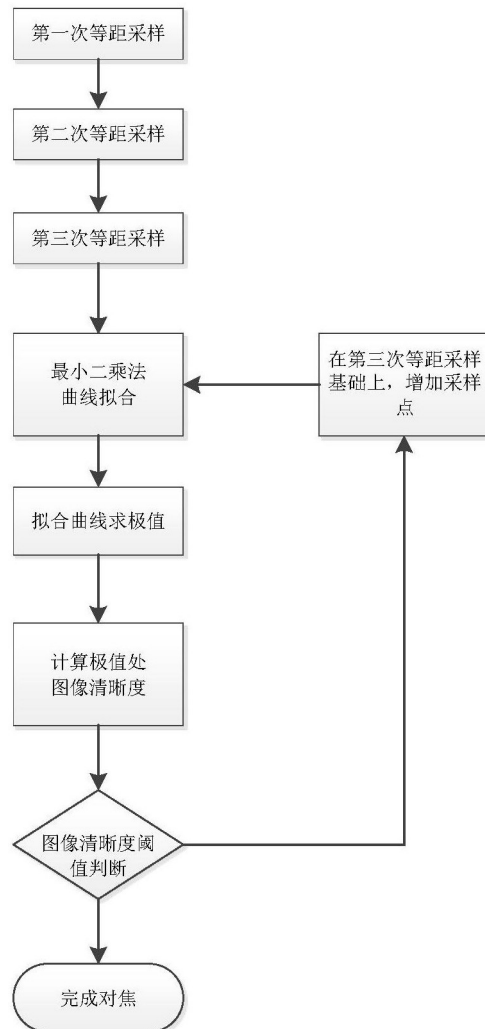 第一次等距采样
第二次等距采样
第三次等距采样
最小二乘法
曲线拟合
在第三次等距采样
基础上，增加采样
点
拟合曲线求极值
计算极值处
图像清晰度
图像清晰度阈
值判断
完成对焦